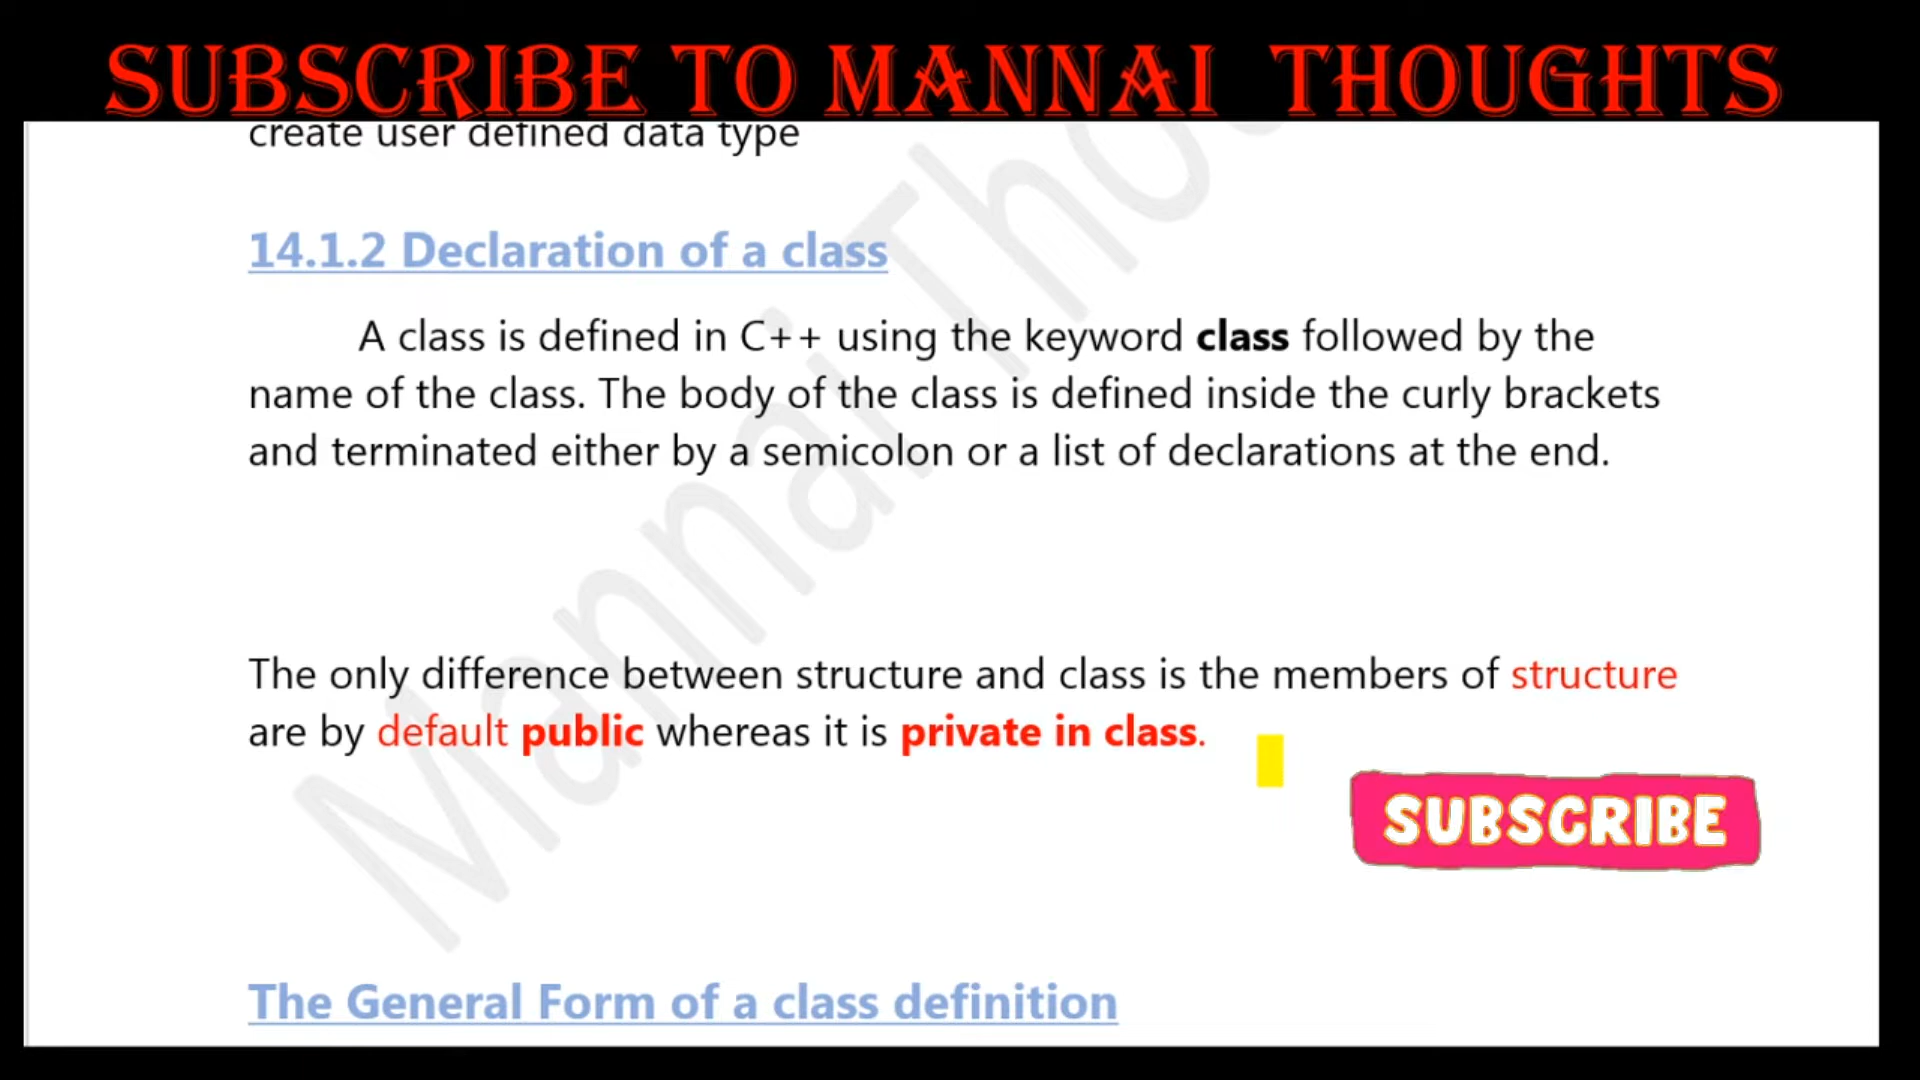 SUBSCRIBE TO MANNAI THOUGHTS
create user defined data type
14.1.2 Declaration of a class
A class is defined in C++ using the keyword class followed by the
name of the class. The body of the class is defined inside the curly brackets
and terminated either by a semicolon or a list of declarations at the end.
The only difference between structure and class is the members of structure
are by default public whereas it is private in class.
SUBSCRIBE
The General Form of a class definition
Mannai Tho